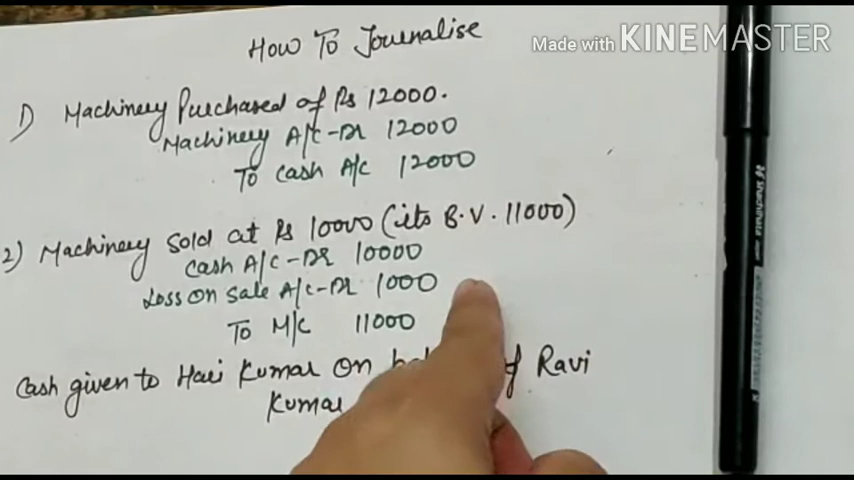 How To Journalise
Made with KINEMASTER
1) Machinery Purchased of Rs 12000.
Machinery A/c - Dr 12000
To Cash A/c 12000
2) Machinery Sold at Rs 10000 (its B.V. 11000)
Cash A/c - Dr 10000
Loss on Sale A/c - Dr 1000
To M/c 11000
Cash given to Hari Kumar On of Ravi
Kumar